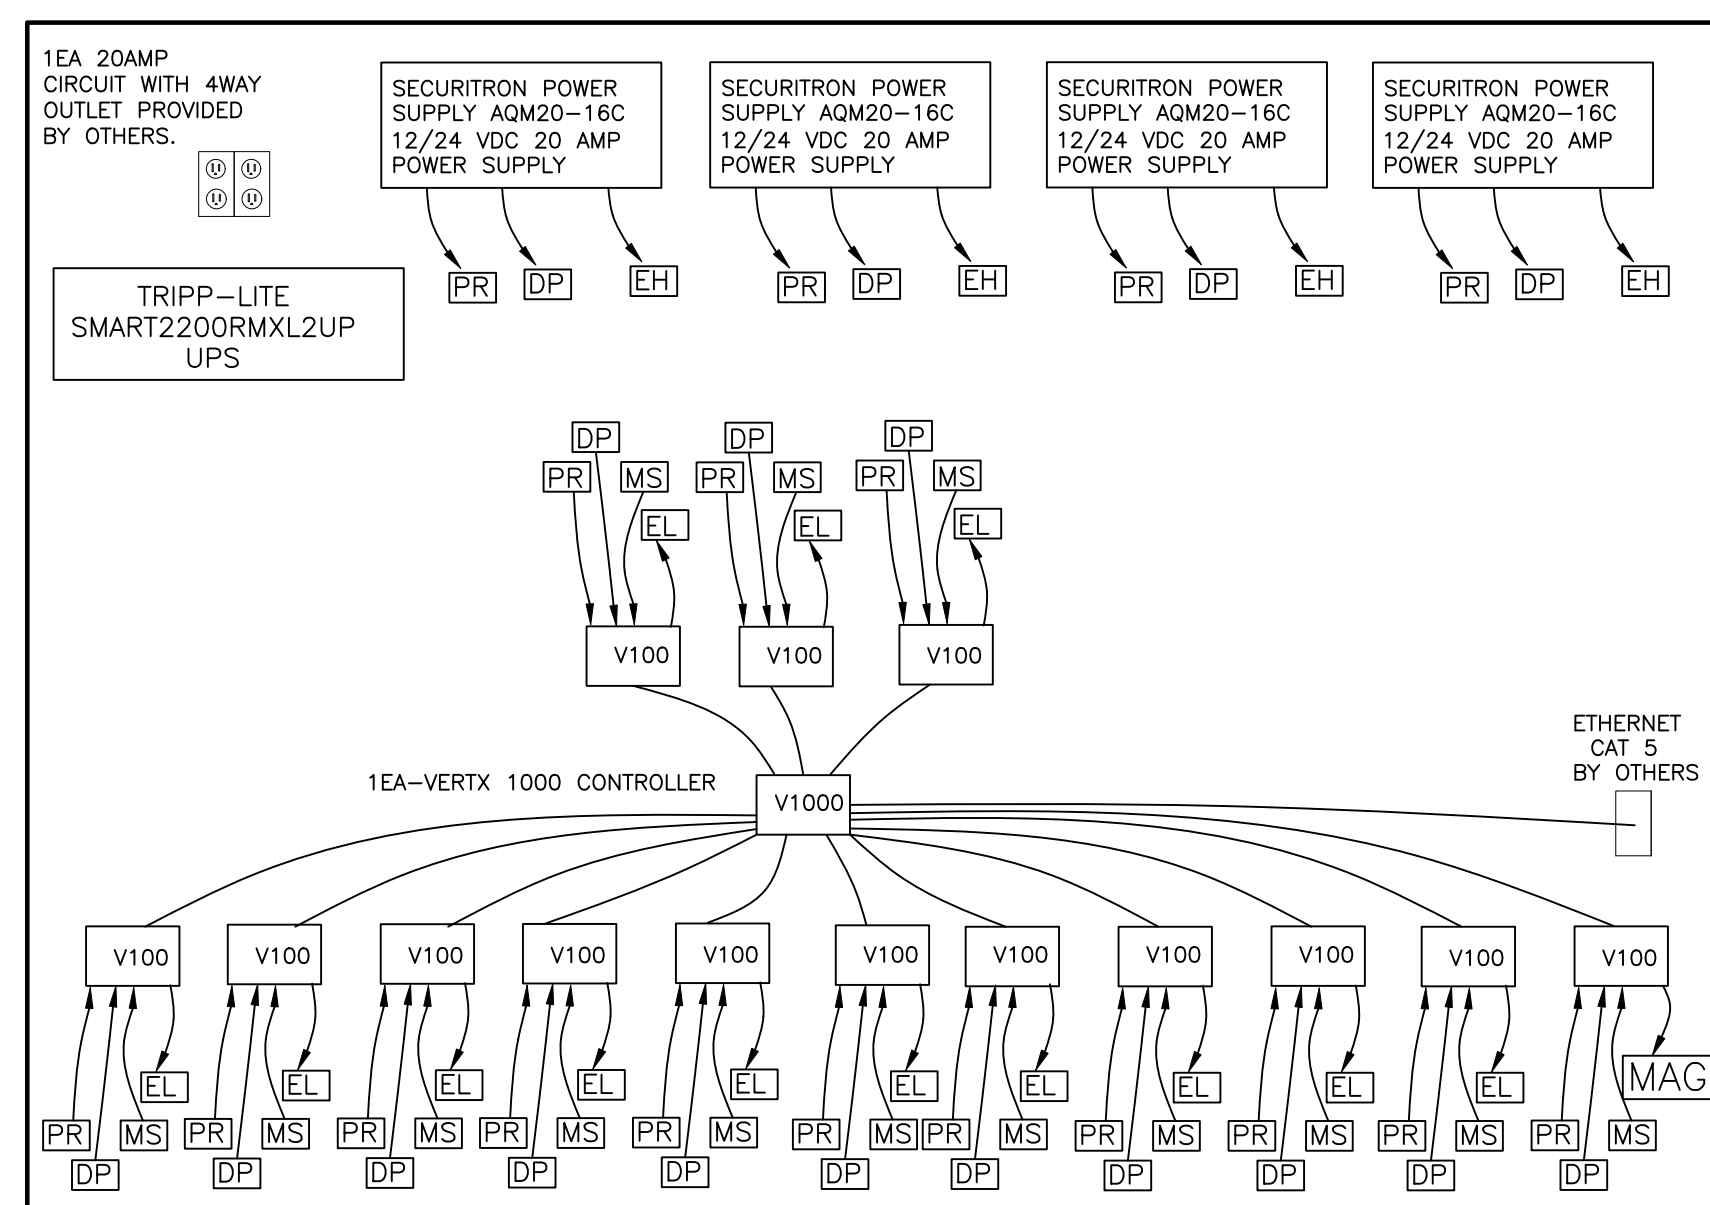 1EA 20AMP
CIRCUIT WITH 4WAY
OUTLET PROVIDED
BY OTHERS.
SECURITRON POWER
SUPPLY AQM20-16C
12/24 VDC 20 AMP
POWER SUPPLY
SECURITRON POWER
SUPPLY AQM20-16C
12/24 VDC 20 AMP
POWER SUPPLY
SECURITRON POWER
SUPPLY AQM20-16C
12/24 VDC 20 AMP
POWER SUPPLY
SECURITRON POWER
SUPPLY AQM20-16C
12/24 VDC 20 AMP
POWER SUPPLY
PR DP EH
PR DP EH
PR DP EH
PR DP EH
TRIPP-LITE
SMART2200RMXL2UP
UPS
DP DP DP
PR MS PR MS PR MS
EL EL EL
V100 V100 V100
ETHERNET
CAT 5
BY OTHERS
1EA-VERTX 1000 CONTROLLER
V1000
V100 V100 V100 V100 V100 V100 V100 V100 V100 V100 V100
EL EL EL EL EL EL EL EL EL EL MAG
PR MS PR MS PR MS PR MS PR MS PR MS PR MS PR MS PR MS PR MS PR MS
DP DP DP DP DP DP DP DP DP DP DP